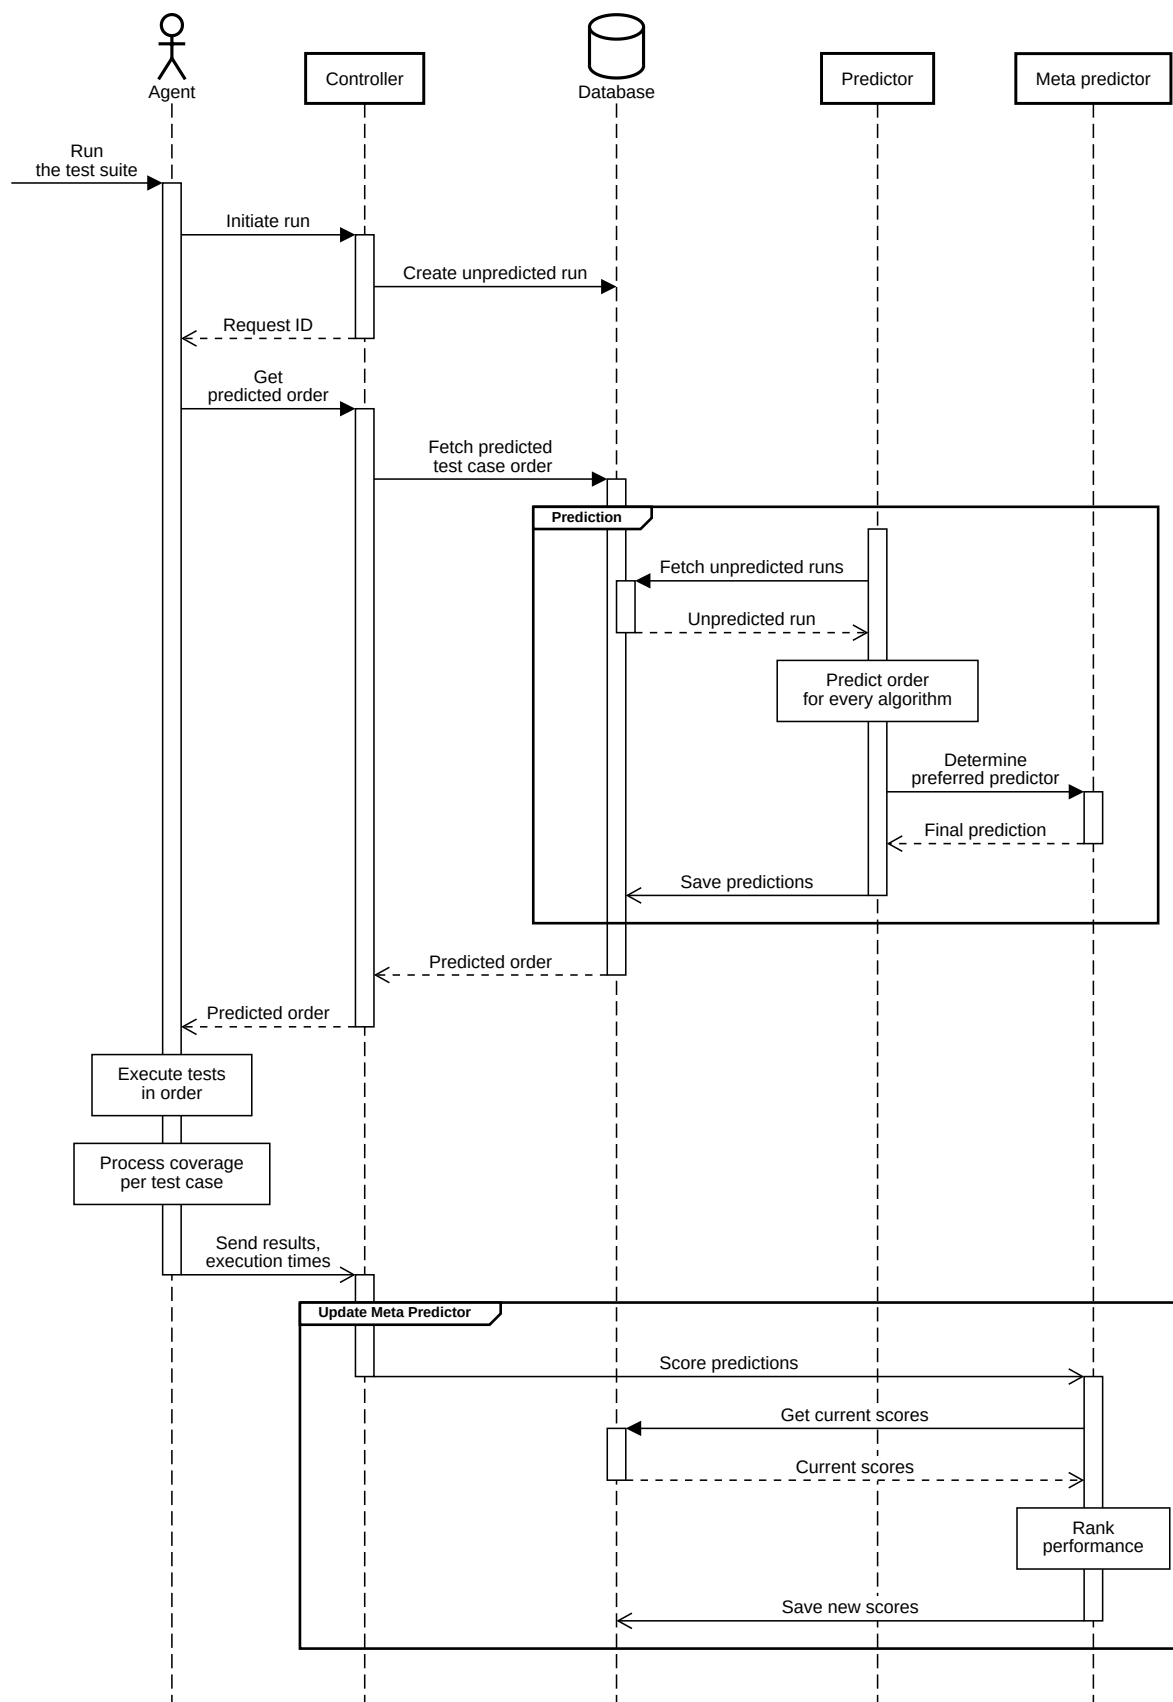 Agent
Controller
Database
Predictor
Meta predictor
Run
the test suite
Initiate run
Create unpredicted run
Request ID
Get
predicted order
Fetch predicted
test case order
Prediction
Fetch unpredicted runs
Unpredicted run
Predict order
for every algorithm
Determine
preferred predictor
Final prediction
Save predictions
Predicted order
Predicted order
Execute tests
in order
Process coverage
per test case
Send results,
execution times
Update Meta Predictor
Score predictions
Get current scores
Current scores
Rank
performance
Save new scores